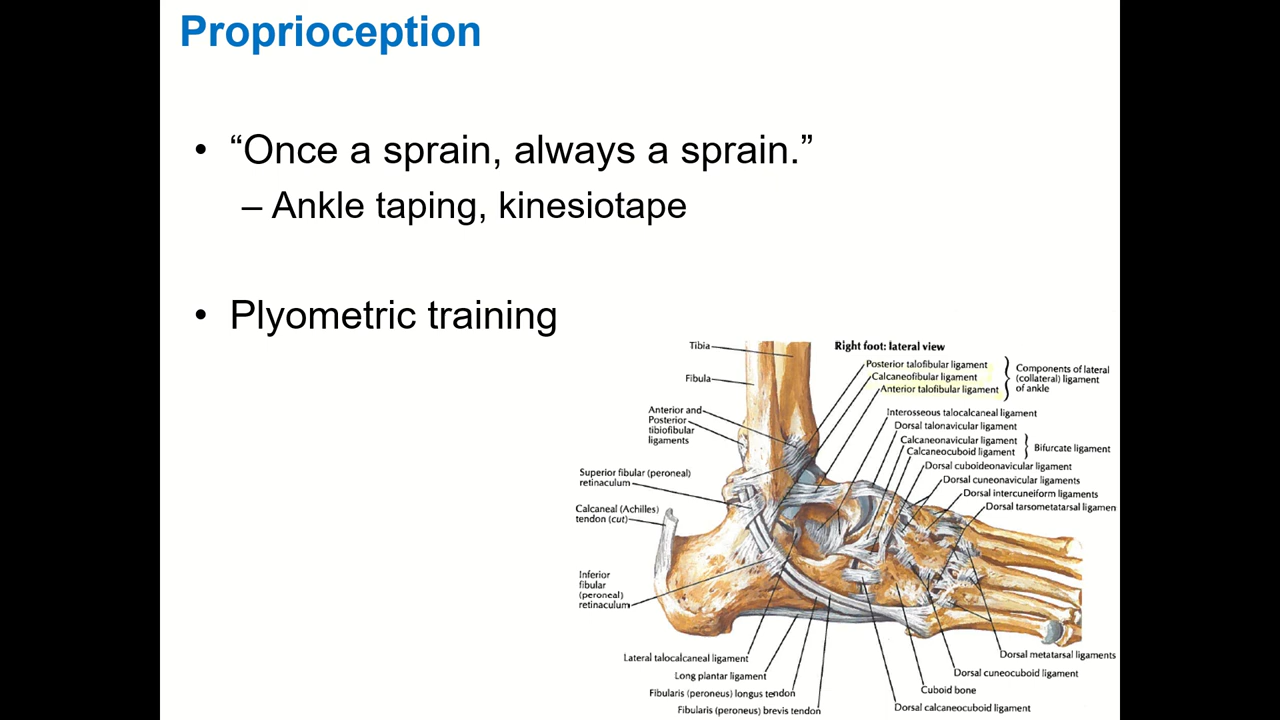 Proprioception
• “Once a sprain, always a sprain.”
– Ankle taping, kinesiotape
• Plyometric training
Right foot: lateral view
Tibia
Fibula
Anterior and
Posterior
tibiofibular
ligaments
Superior fibular (peroneal)
retinaculum
Calcaneal (Achilles)
tendon (cut)
Inferior
fibular
(peroneal)
retinaculum
Posterior talofibular ligament
Calcaneofibular ligament
Anterior talofibular ligament
Components of lateral
(collateral) ligament
of ankle
Interosseous talocalcaneal ligament
Dorsal talonavicular ligament
Calcaneonavicular ligament
Calcaneocuboid ligament
Bifurcate ligament
Dorsal cuboideonavicular ligament
Dorsal cuneonavicular ligaments
Dorsal intercuneiform ligaments
Dorsal tarsometatarsal ligamen
Lateral talocalcaneal ligament
Long plantar ligament
Fibularis (peroneus) longus tendon
Fibularis (peroneus) brevis tendon
Dorsal metatarsal ligaments
Dorsal cuneocuboid ligament
Cuboid bone
Dorsal calcaneocuboid ligament